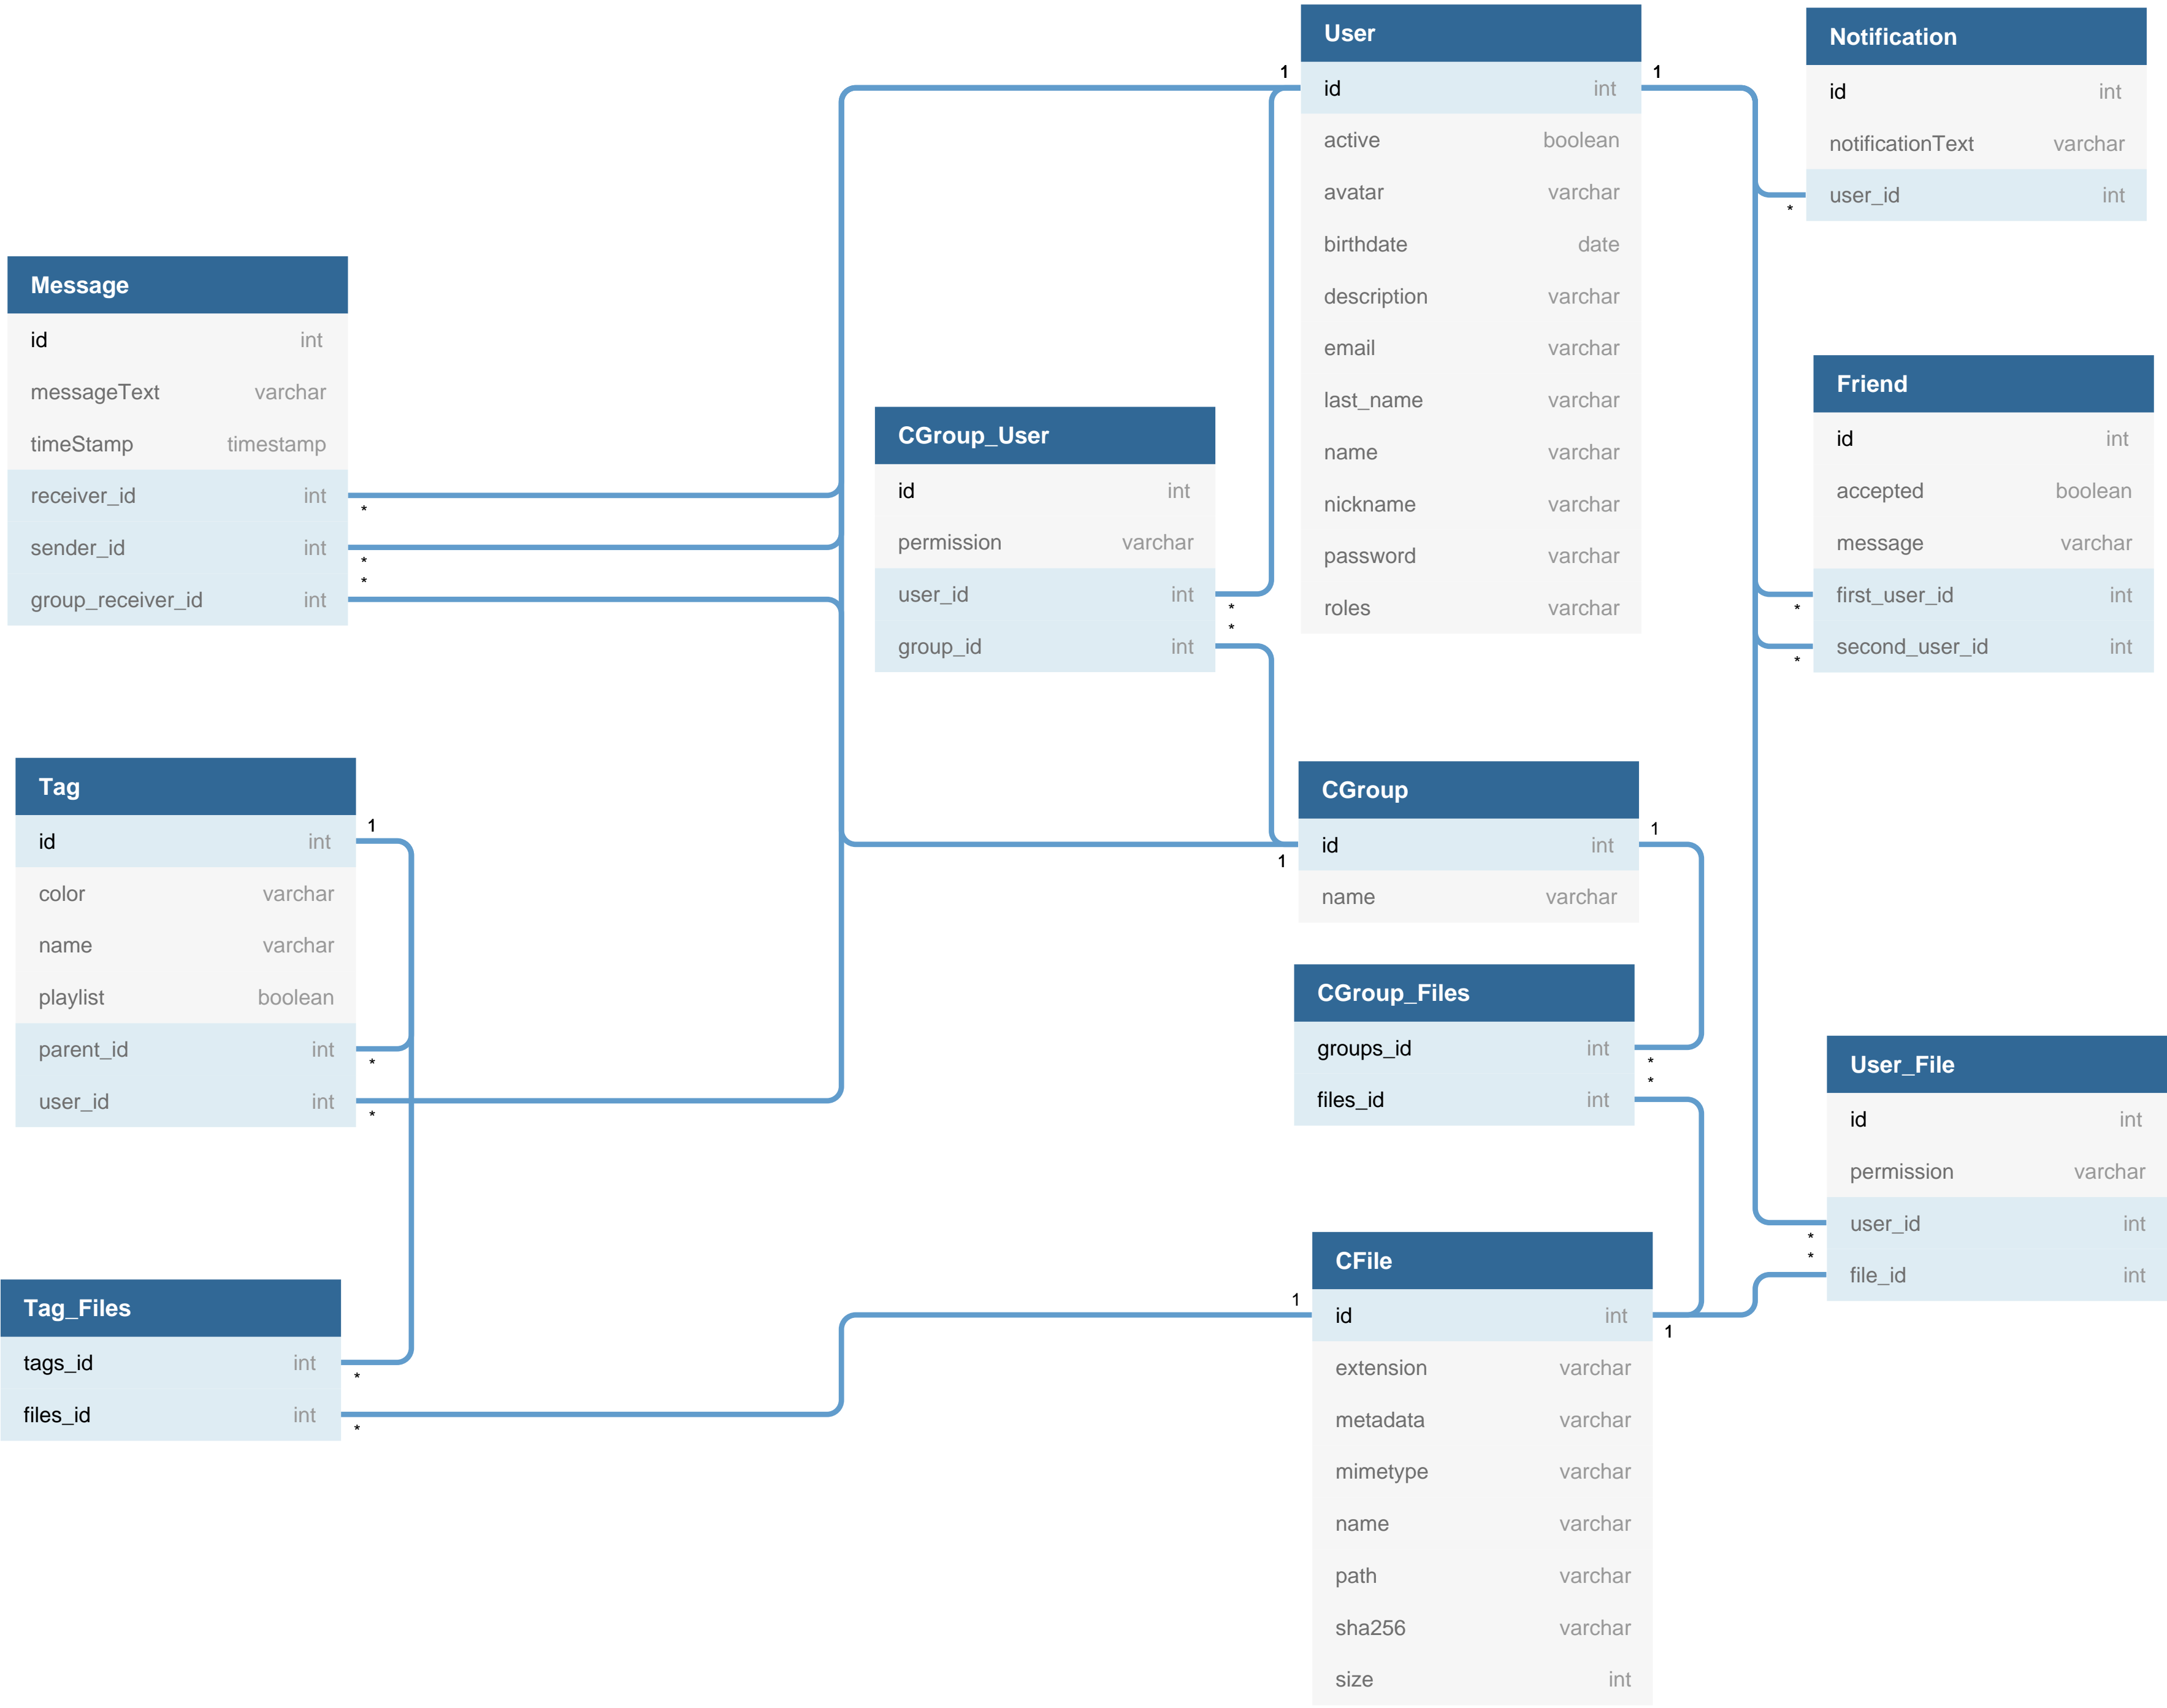 User
1
id int
1
active boolean
avatar varchar
birthdate date
description varchar
email varchar
last_name varchar
name varchar
nickname varchar
password varchar
roles varchar
Notification
id int
notificationText varchar
user_id int
*
Message
id int
messageText varchar
timeStamp timestamp
receiver_id int
*
sender_id int
*
*
group_receiver_id int
CGroup_User
id int
permission varchar
user_id int
*
*
group_id int
Friend
id int
accepted boolean
message varchar
first_user_id int
*
second_user_id int
*
Tag
1
id int
color varchar
name varchar
playlist boolean
parent_id int
*
user_id int
*
CGroup
1
id int
1
name varchar
CGroup_Files
groups_id int
*
*
files_id int
User_File
id int
permission varchar
user_id int
*
*
file_id int
Tag_Files
tags_id int
*
files_id int
*
CFile
1
id int
1
extension varchar
metadata varchar
mimetype varchar
name varchar
path varchar
sha256 varchar
size int